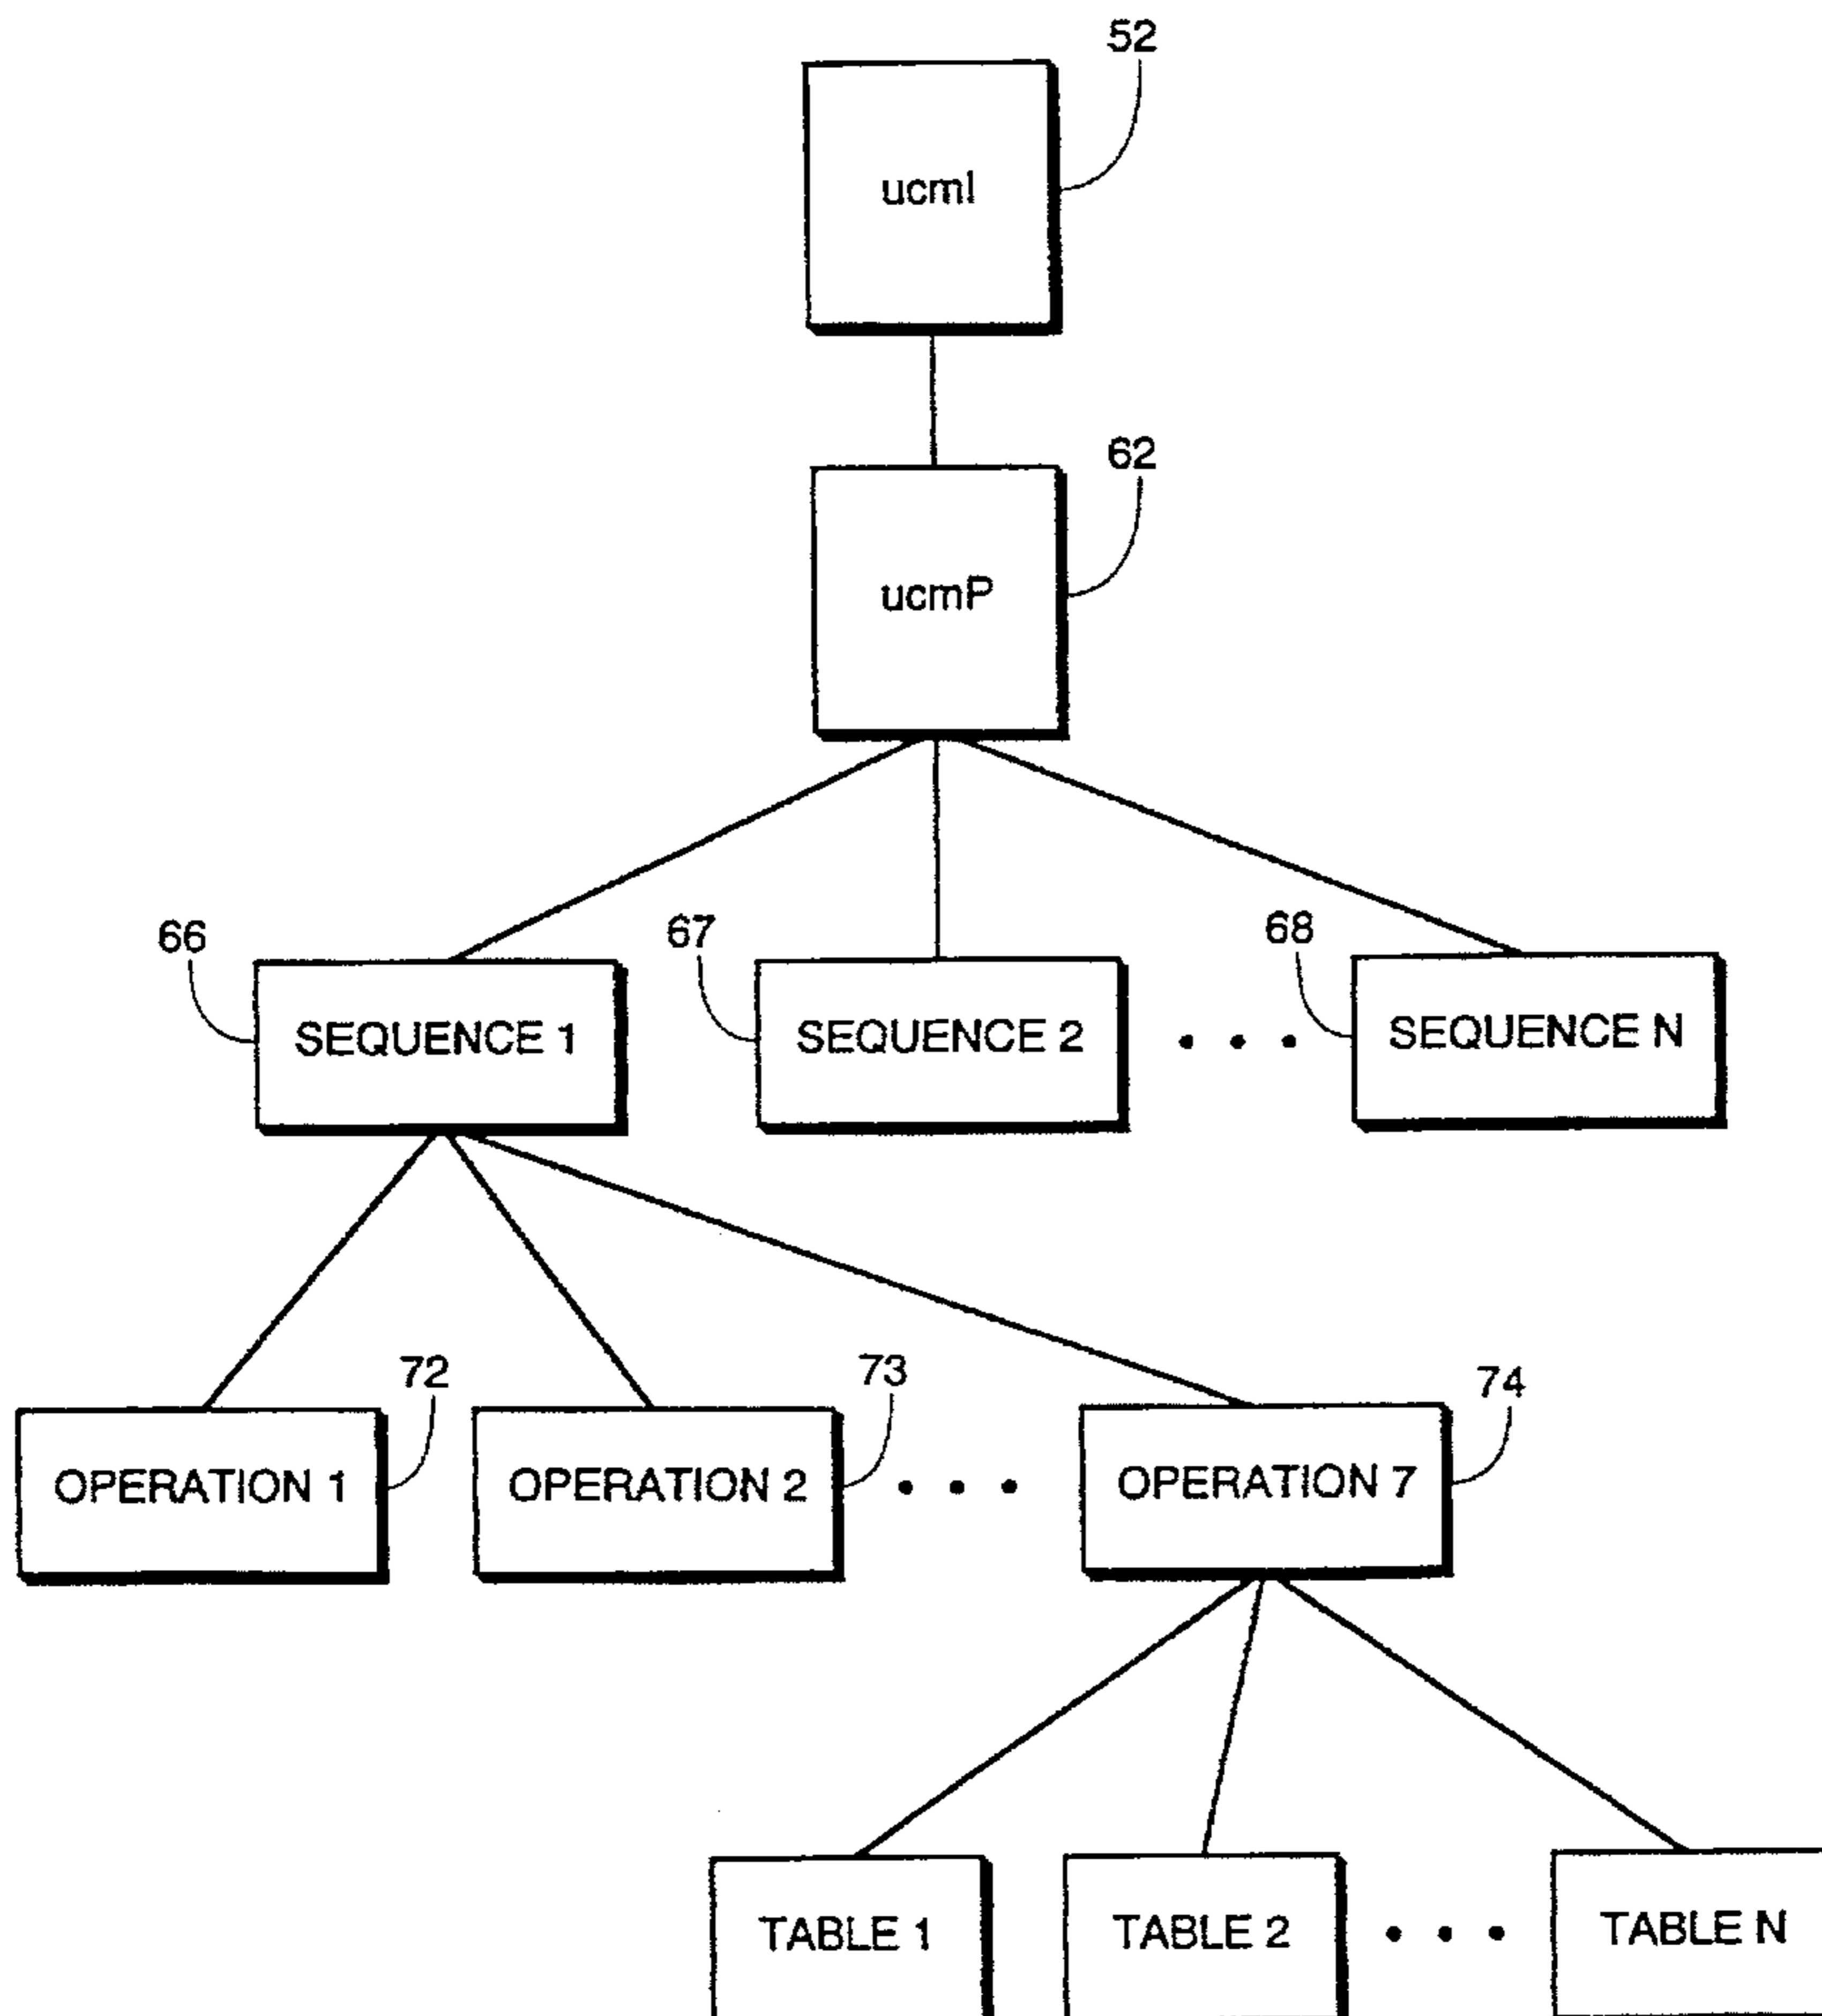 52
ucmI
62
ucmP
66
67
68
SEQUENCE 1
SEQUENCE 2
SEQUENCE N
72
73
74
OPERATION 1
OPERATION 2
OPERATION 7
TABLE 1
TABLE 2
TABLE N